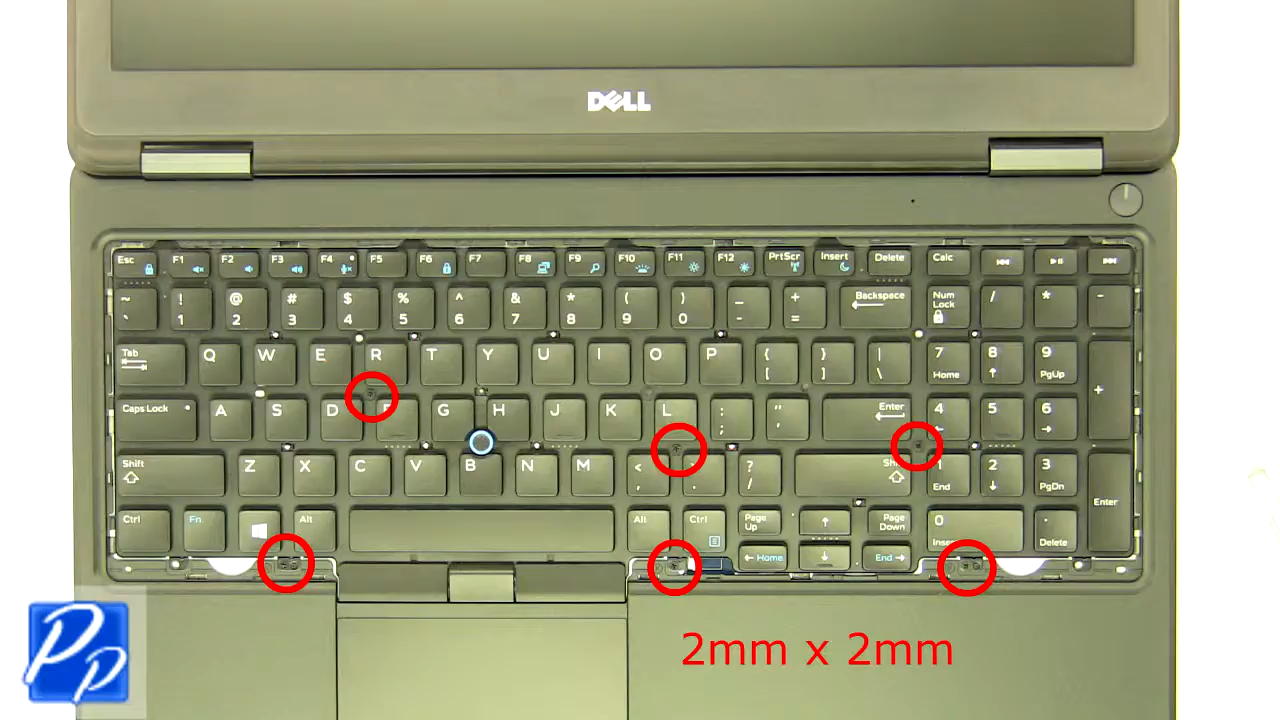 DELL
Esc F1 F2 F3 F4 F5 F6 F7 F8 F9 F10 F11 F12 PrtScr Insert Delete Calc
~ ! @ # $ % ^ & * ( ) _ + Backspace Num Lock / * -
` 1 2 3 4 5 6 7 8 9 0 - =
Tab Q W E R T Y U I O P { [ } ] | \ 7 Home 8 9 PgUp +
Caps Lock A S D F G H J K L : ; " ' Enter 4 5 6
Shift Z X C V B N M < , . ? / Shi 1 End 2 3 PgDn Enter
Ctrl Fn Alt Alt Ctrl Page Up Page Down 0 Inser . Delete
Home End
2mm x 2mm
PP